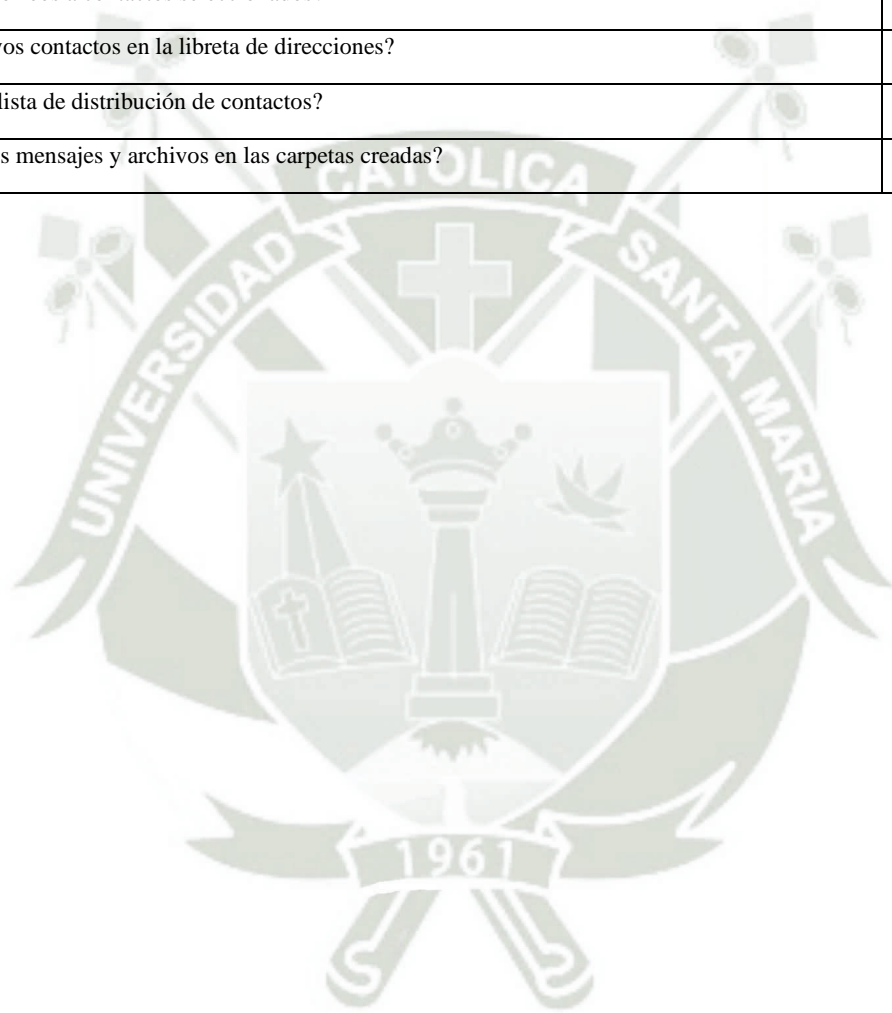 vos contactos en la libreta de direcciones?
lista de distribución de contactos?
s mensajes y archivos en las carpetas creadas?
CATOLICA
UNIVERSIDAD
SANTA MARIA
1961